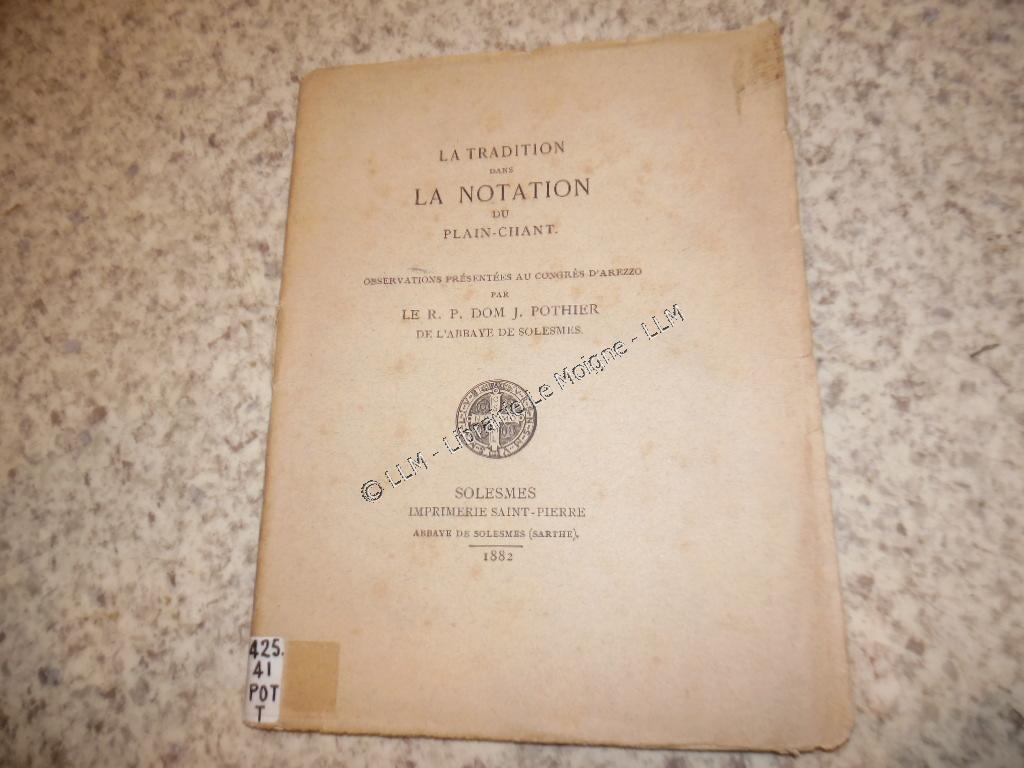 LA TRADITION
DANS
LA NOTATION
DU
PLAIN-CHANT.
OBSERVATIONS PRÉSENTÉES AU CONGRÈS D'AREZZO
PAR
LE R. P. DOM J. POTHIER
DE L'ABBAYE DE SOLESMES.
© LLM - Librairie Le Moigne - LLM
SOLESMES
IMPRIMERIE SAINT-PIERRE
ABBAYE DE SOLESMES (SARTHE),
1882
425.
41
POT
T